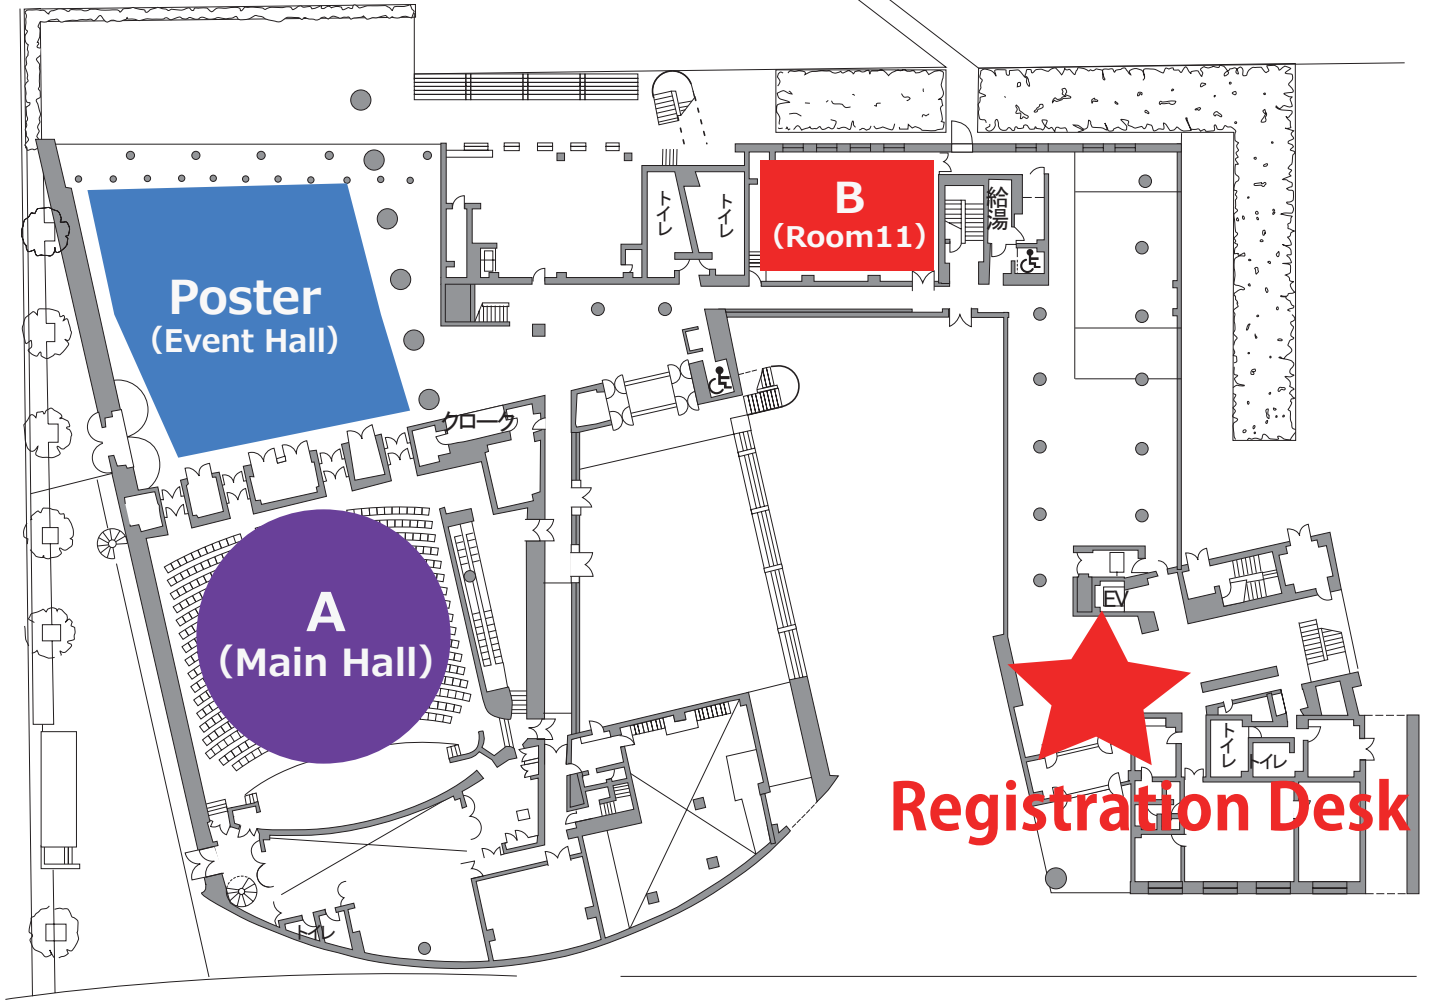 トイレ
トイレ
B
(Room11)
給湯
Poster
(Event Hall)
クローク
A
(Main Hall)
EV
トイレ
トイレ
Registration Desk
トイレ